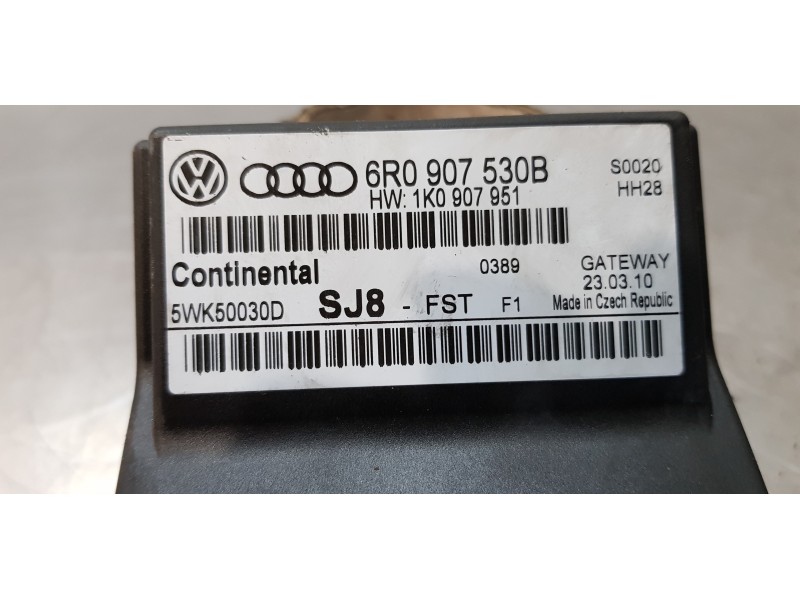 6R0 907 530B
S0020
HW: 1K0 907 951
HH28
Continental
0389
GATEWAY
23.03.10
5WK50030D
SJ8 - FST F1
Made in Czech Republic